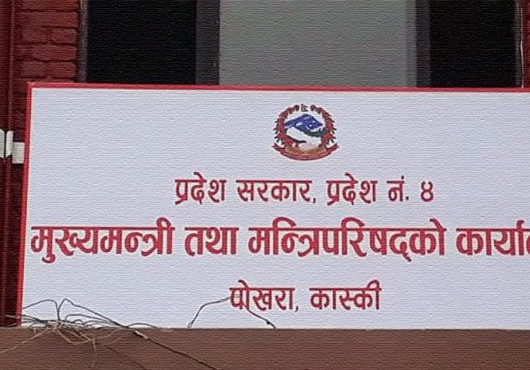 प्रदेश सरकार, प्रदेश नं. ४
मुख्यमन्त्री तथा मन्त्रिपरिषद्को कार्या
पोखरा, कास्की